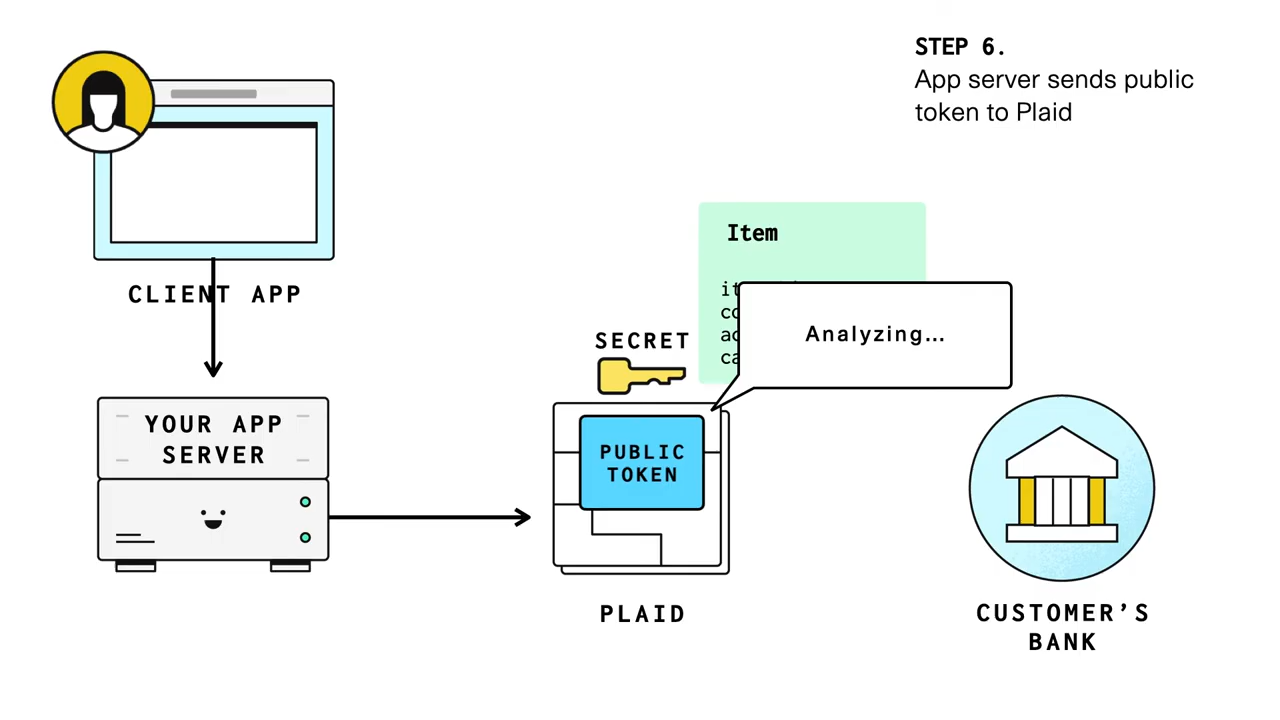 STEP 6.
App server sends public
token to Plaid
Item
Analyzing...
SECRET
CLIENT APP
YOUR APP
SERVER
PUBLIC
TOKEN
PLAID
CUSTOMER’S
BANK